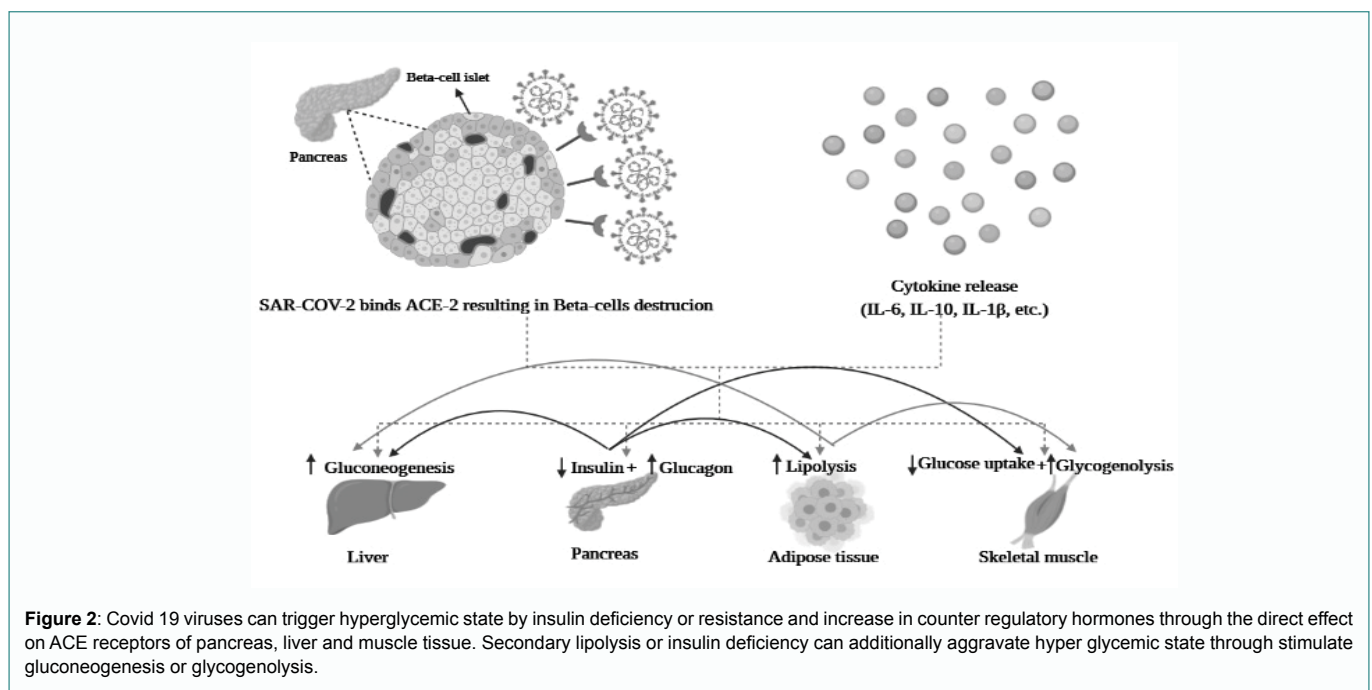 Beta-cell islet
Pancreas
SAR-COV-2 binds ACE-2 resulting in Beta-cells destrucion
Cytokine release
(IL-6, IL-10, IL-1β, etc.)
↑ Gluconeogenesis
↓ Insulin + ↑ Glucagon
↑ Lipolysis
↓ Glucose uptake + ↑ Glycogenolysis
Liver
Pancreas
Adipose tissue
Skeletal muscle
Figure 2: Covid 19 viruses can trigger hyperglycemic state by insulin deficiency or resistance and increase in counter regulatory hormones through the direct effect
on ACE receptors of pancreas, liver and muscle tissue. Secondary lipolysis or insulin deficiency can additionally aggravate hyper glycemic state through stimulate
gluconeogenesis or glycogenolysis.